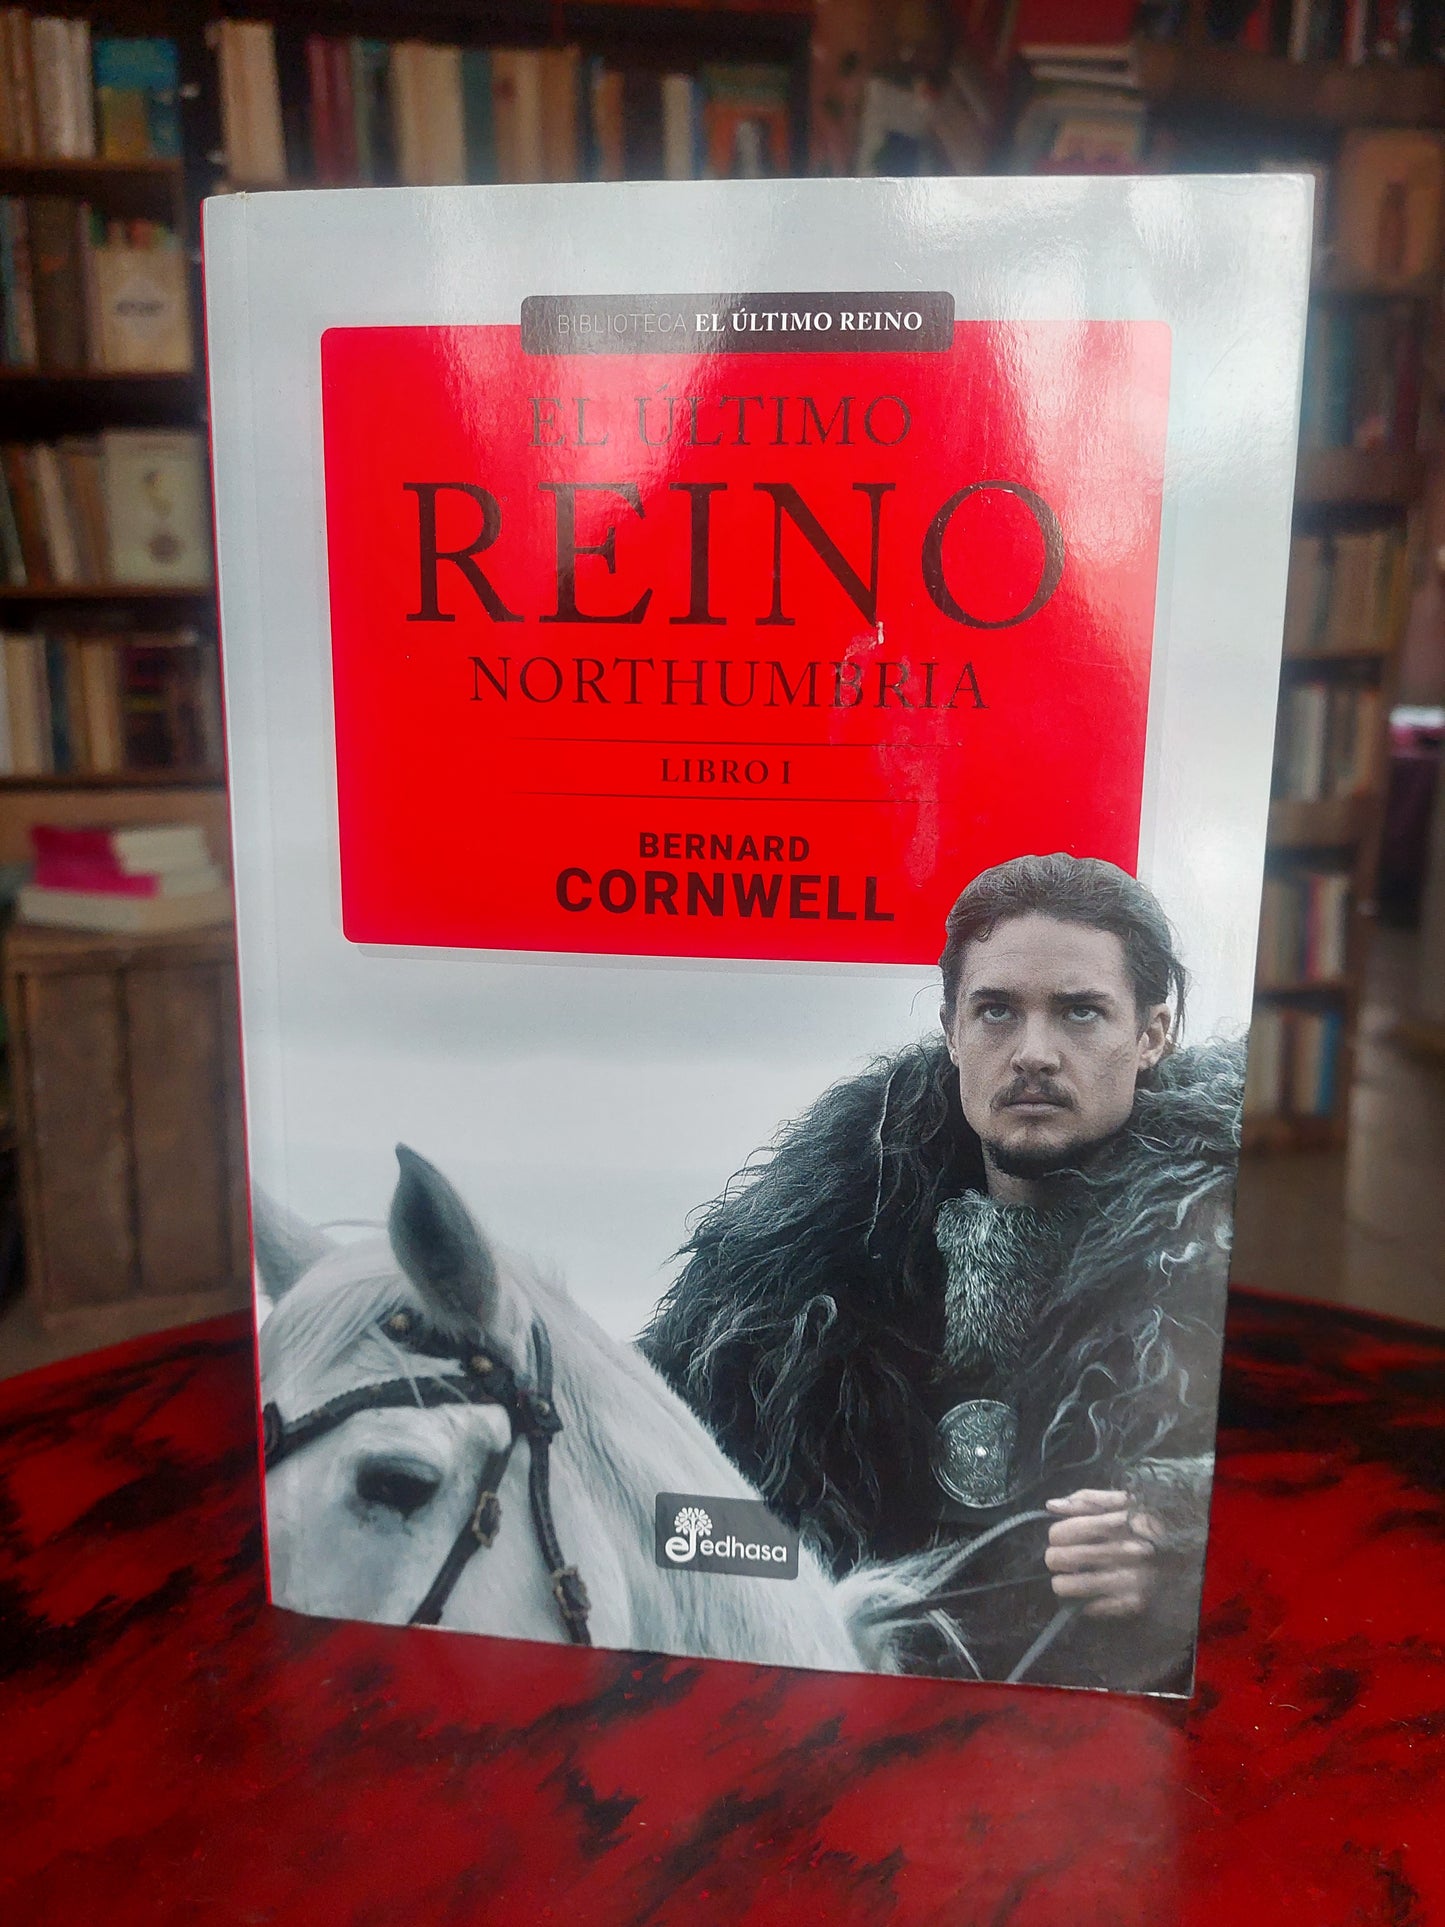 BIBLIOTECA EL ÚLTIMO REINO
EL ÚLTIMO
REINO
NORTHUMBRIA
LIBRO I
BERNARD
CORNWELL
edhasa